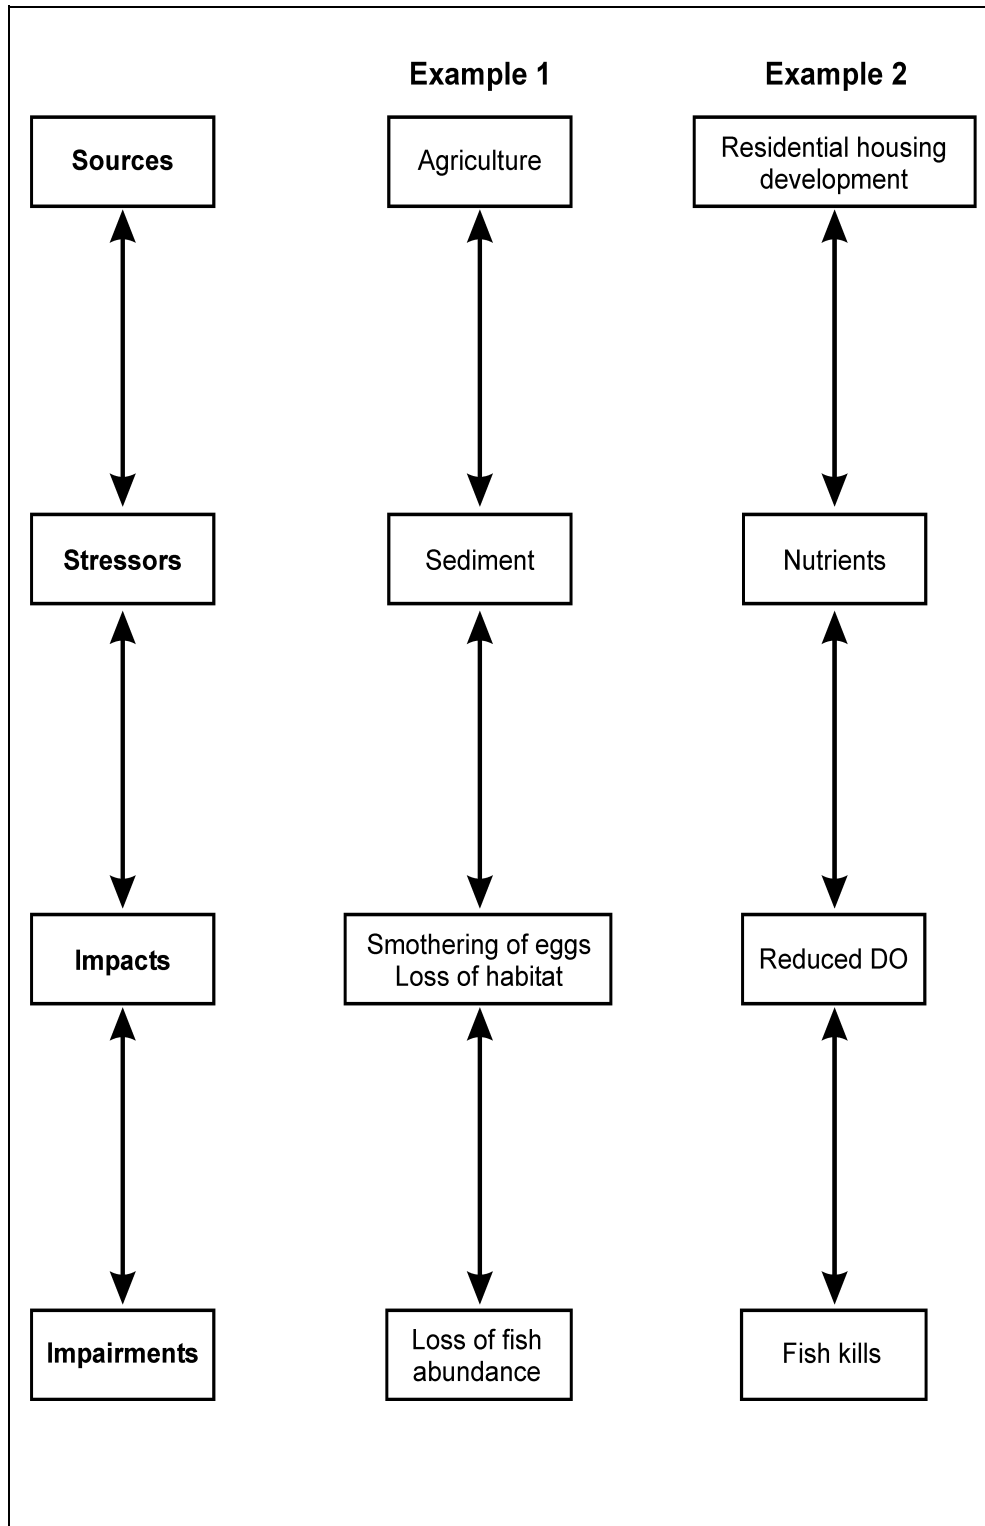 Example 1
Example 2
Sources
Agriculture
Residential housing
development
Stressors
Sediment
Nutrients
Impacts
Smothering of eggs
Loss of habitat
Reduced DO
Impairments
Loss of fish
abundance
Fish kills